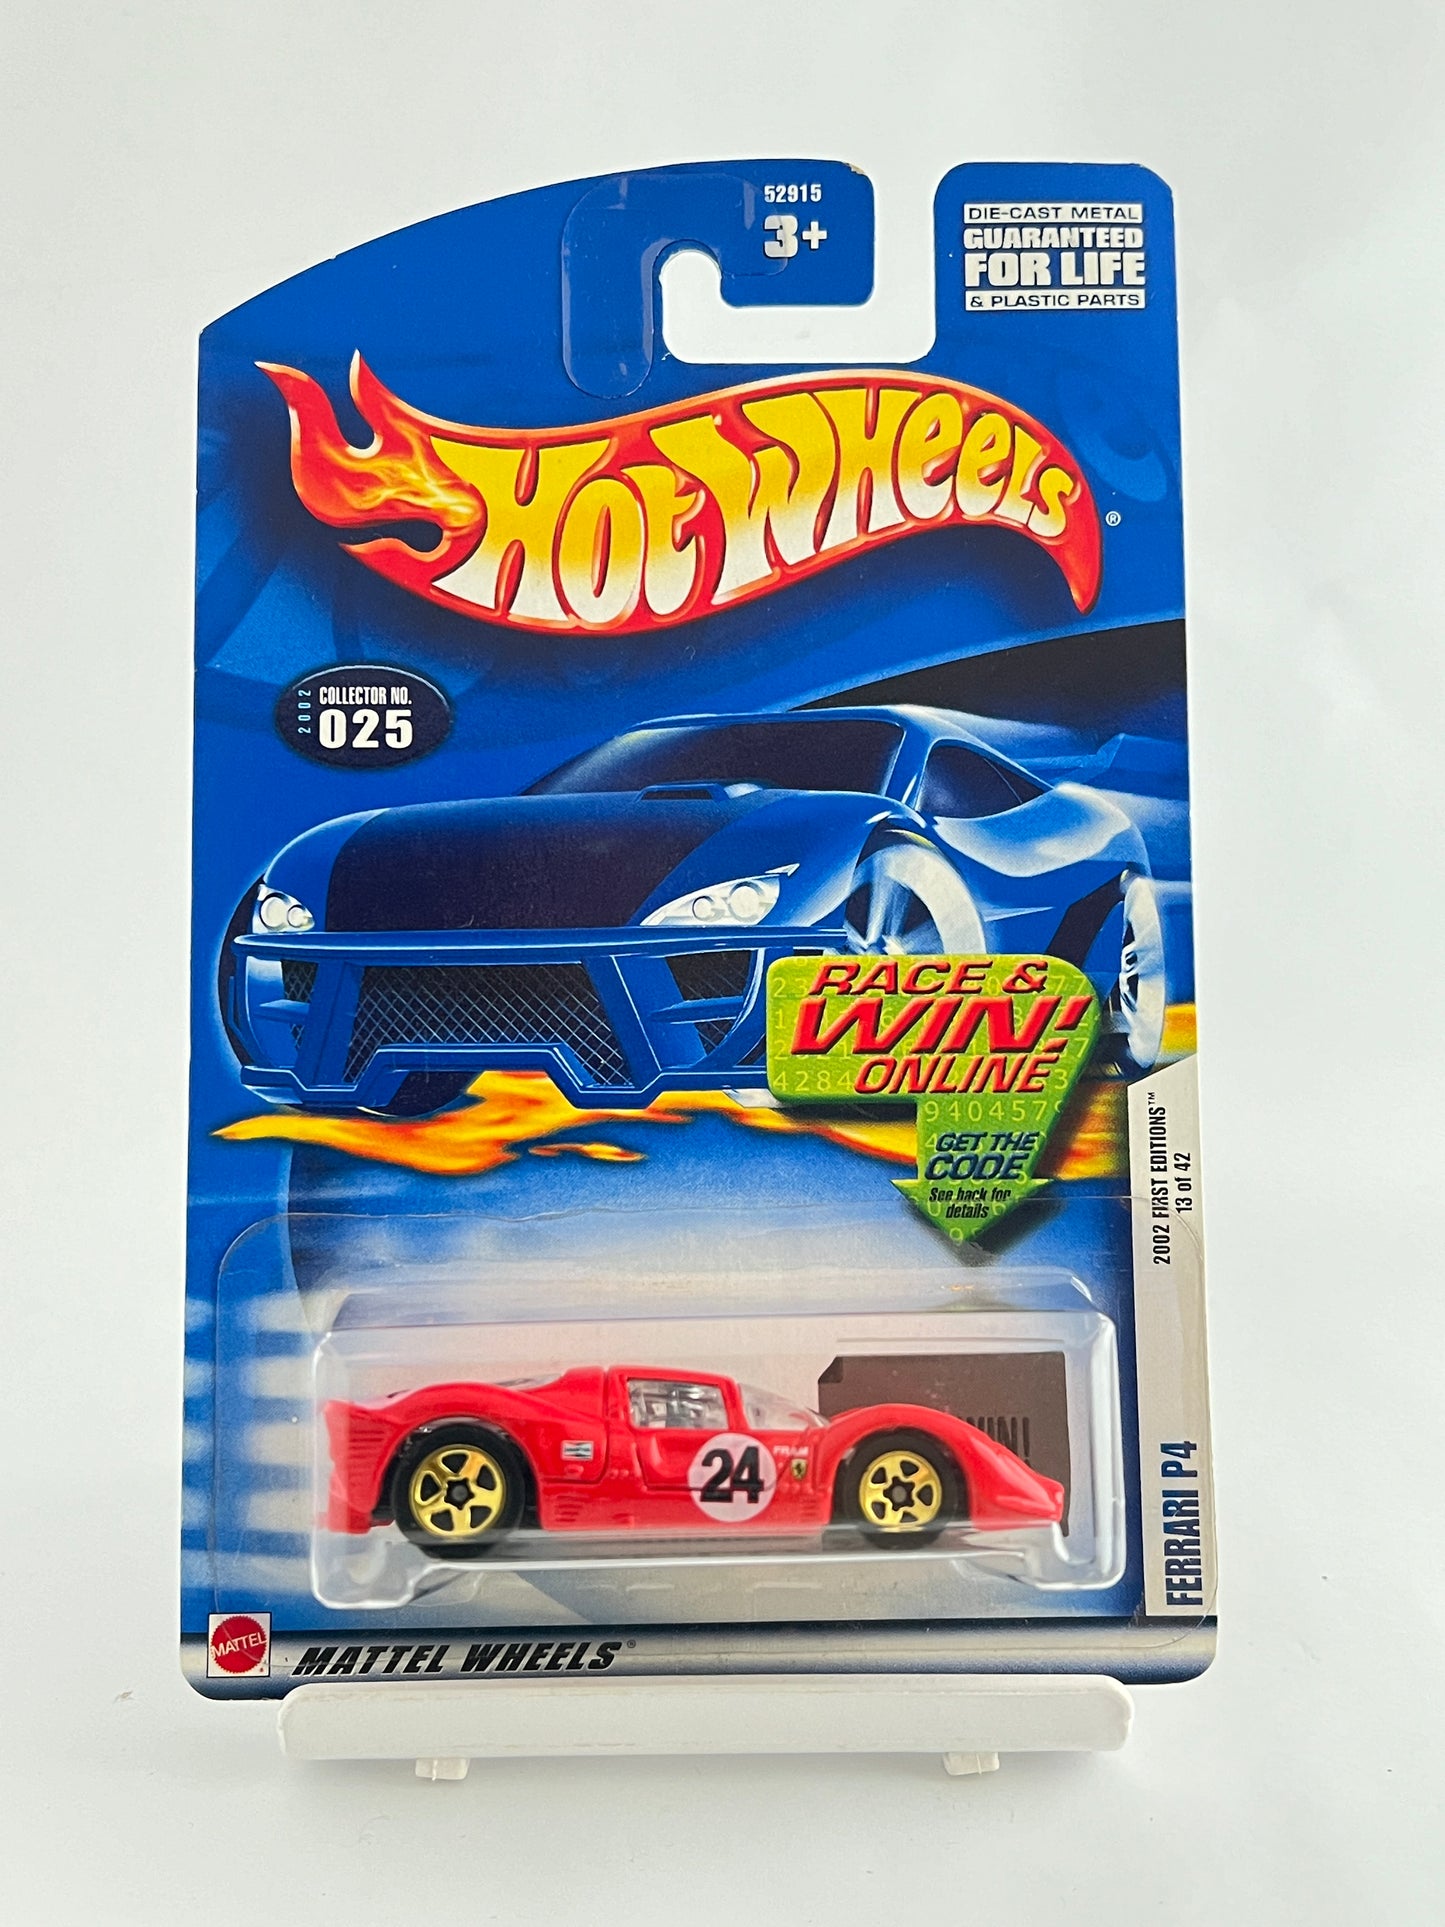 52915
3+
DIE-CAST METAL
GUARANTEED
FOR LIFE
& PLASTIC PARTS
Hot Wheels®
2002
COLLECTOR NO.
025
RACE &
WIN!
ONLINE
GET THE
CODE
See back for
details
2002 FIRST EDITIONS™
13 of 42
FERRARI P4
WIN!
24
FRAM
MATTEL
MATTEL WHEELS®